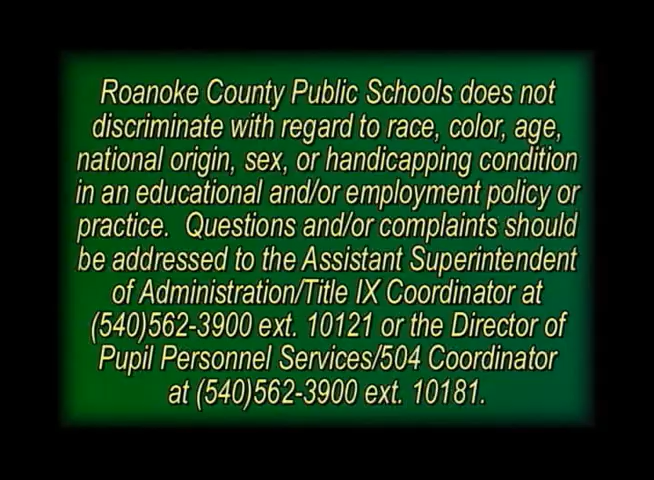 Roanoke County Public Schools does not
discriminate with regard to race, color, age,
national origin, sex, or handicapping condition
in an educational and/or employment policy or
practice. Questions and/or complaints should
be addressed to the Assistant Superintendent
of Administration/Title IX Coordinator at
(540)562-3900 ext. 10121 or the Director of
Pupil Personnel Services/504 Coordinator
at (540)562-3900 ext. 10181.